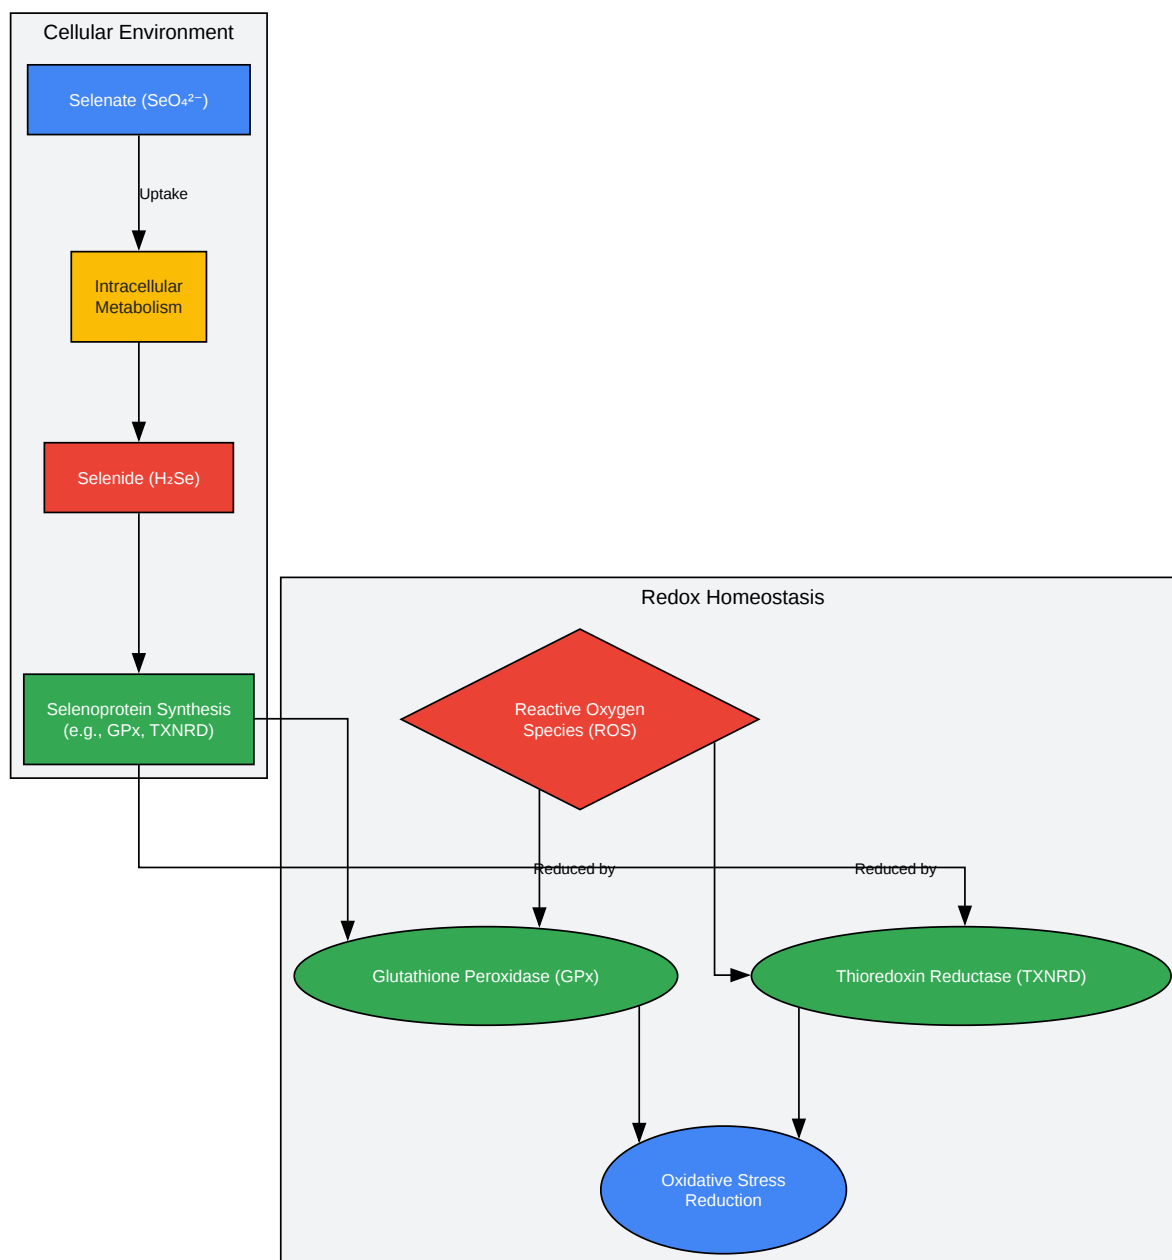 Cellular Environment
Selenate (SeO₄²⁻)
Uptake
Intracellular
Metabolism
Selenide (H₂Se)
Selenoprotein Synthesis
(e.g., GPx, TXNRD)
Redox Homeostasis
Reactive Oxygen
Species (ROS)
Reduced by
Reduced by
Glutathione Peroxidase (GPx)
Thioredoxin Reductase (TXNRD)
Oxidative Stress
Reduction